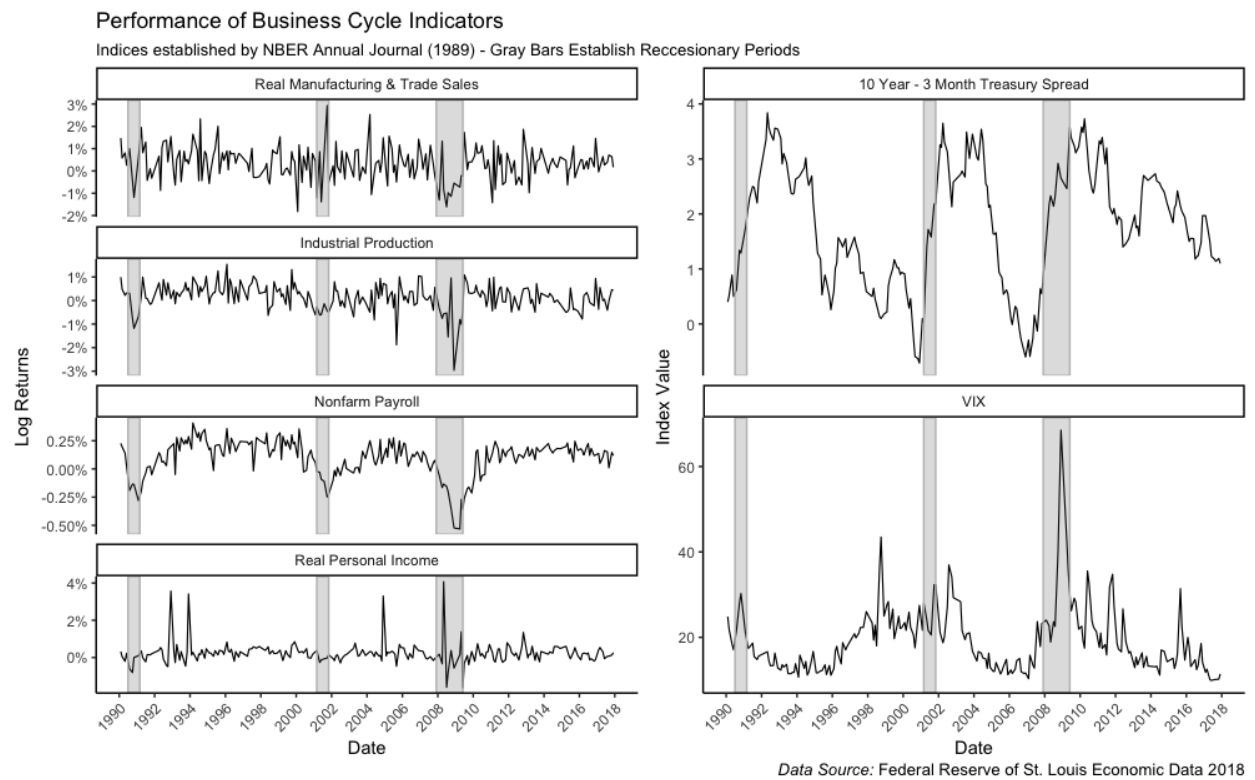 Performance of Business Cycle Indicators
Indices established by NBER Annual Journal (1989) - Gray Bars Establish Reccesionary Periods
Real Manufacturing & Trade Sales
3%
2%
1%
0%
-1%
-2%
Industrial Production
1%
0%
-1%
-2%
-3%
Nonfarm Payroll
0.25%
0.00%
-0.25%
-0.50%
Real Personal Income
4%
2%
0%
Log Returns
1990 1992 1994 1996 1998 2000 2002 2004 2006 2008 2010 2012 2014 2016 2018
Date
10 Year - 3 Month Treasury Spread
4
3
2
1
0
VIX
60
40
20
Index Value
1990 1992 1994 1996 1998 2000 2002 2004 2006 2008 2010 2012 2014 2016 2018
Date
Data Source: Federal Reserve of St. Louis Economic Data 2018